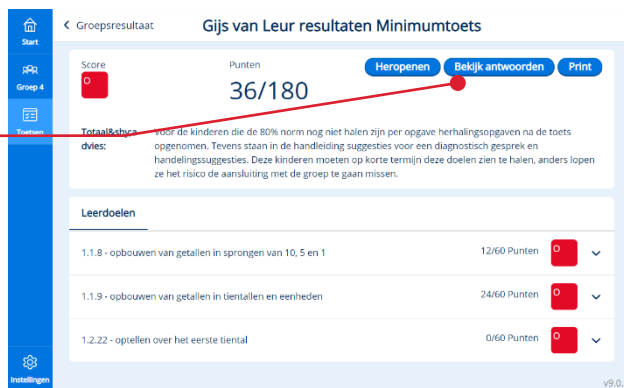 Start
Groep 4
Toetsen
Instellingen
Groepsresultaat
Gijs van Leur resultaten Minimumtoets
Score
O
Punten
36/180
Heropenen
Bekijk antwoorden
Print
Totaal&shy;a
dvies:
Voor de kinderen die de 80% norm nog niet halen zijn per opgave herhalingsopgaven na de toets
opgenomen. Tevens staan in de handleiding suggesties voor een diagnostisch gesprek en
handelingssuggesties. Deze kinderen moeten op korte termijn deze doelen zien te halen, anders lopen
ze het risico de aansluiting met de groep te gaan missen.
Leerdoelen
1.1.8 - opbouwen van getallen in sprongen van 10, 5 en 1
12/60 Punten
O
1.1.9 - opbouwen van getallen in tientallen en eenheden
24/60 Punten
O
1.2.22 - optellen over het eerste tiental
0/60 Punten
O
v9.0.